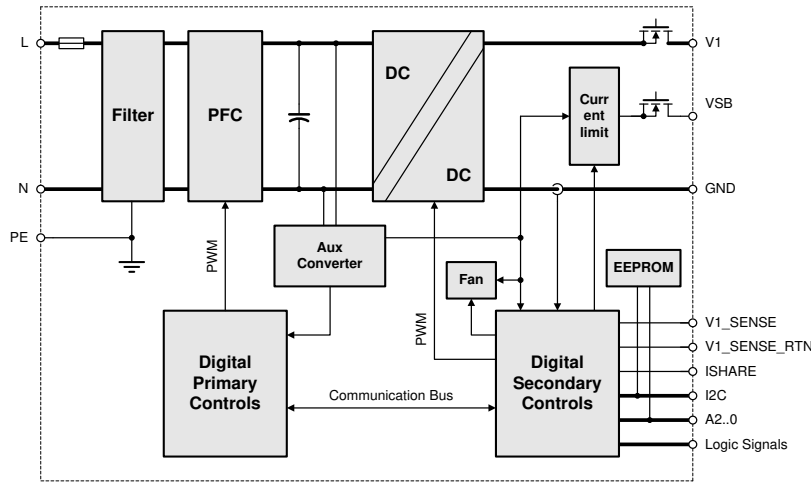 L
V1
DC
Curr
ent
limit
VSB
Filter
PFC
DC
N
GND
PE
PWM
Aux
Converter
EEPROM
Fan
PWM
V1_SENSE
V1_SENSE_RTN
Digital
Primary
Controls
Communication Bus
Digital
Secondary
Controls
ISHARE
I2C
A2..0
Logic Signals